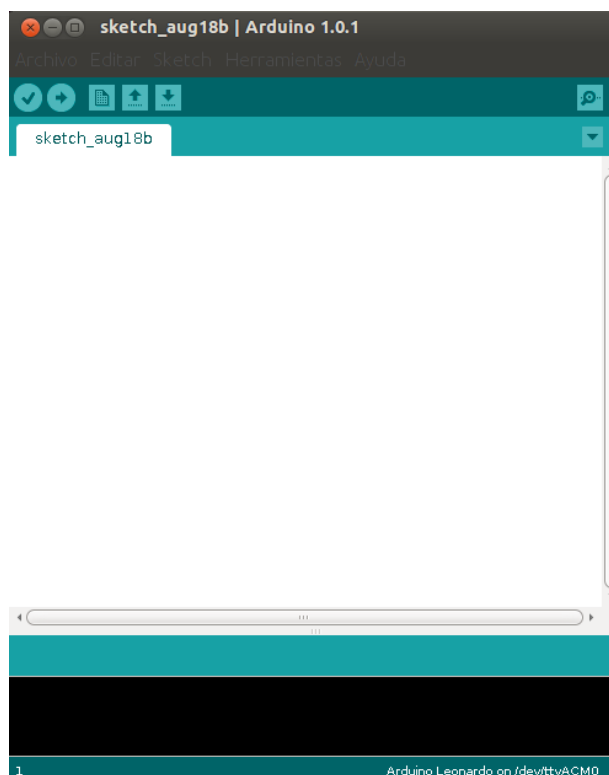 sketch_aug18b | Arduino 1.0.1
Archivo Editar Sketch Herramientas Ayuda
sketch_aug18b
1 Arduino Leonardo on /dev/ttyACM0